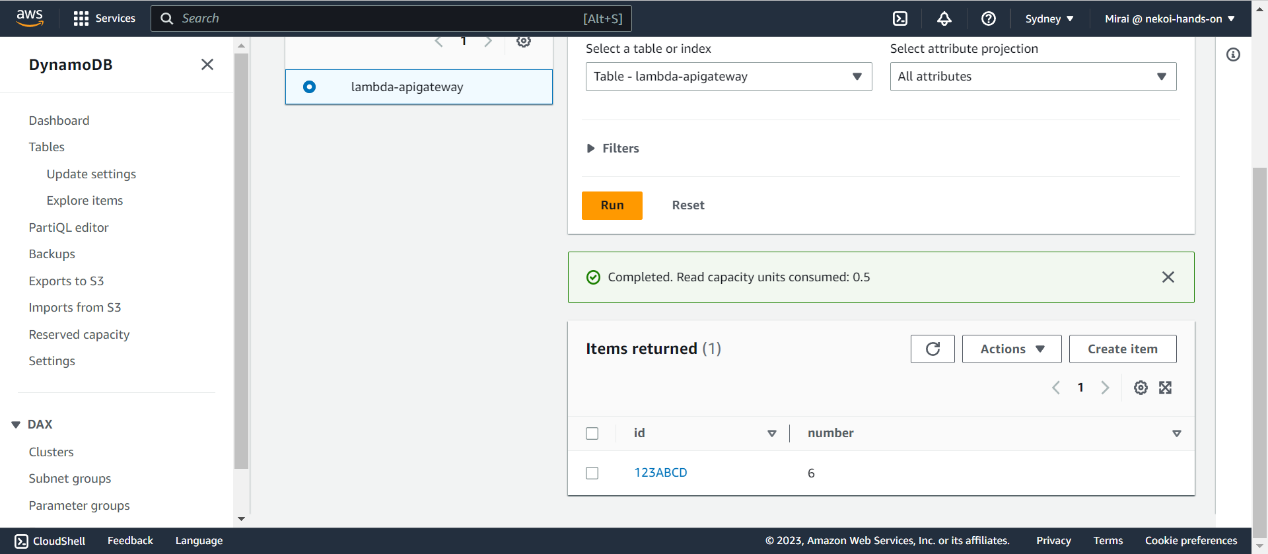 aws
Services
Search
[Alt+S]
Sydney
Mirai @ nekoi-hands-on
DynamoDB
Dashboard
Tables
Update settings
Explore items
PartiQL editor
Backups
Exports to S3
Imports from S3
Reserved capacity
Settings
DAX
Clusters
Subnet groups
Parameter groups
1
lambda-apigateway
Select a table or index
Select attribute projection
Table - lambda-apigateway
All attributes
Filters
Run
Reset
Completed. Read capacity units consumed: 0.5
Items returned (1)
Actions
Create item
1
id
number
123ABCD
6
CloudShell
Feedback
Language
© 2023, Amazon Web Services, Inc. or its affiliates.
Privacy
Terms
Cookie preferences